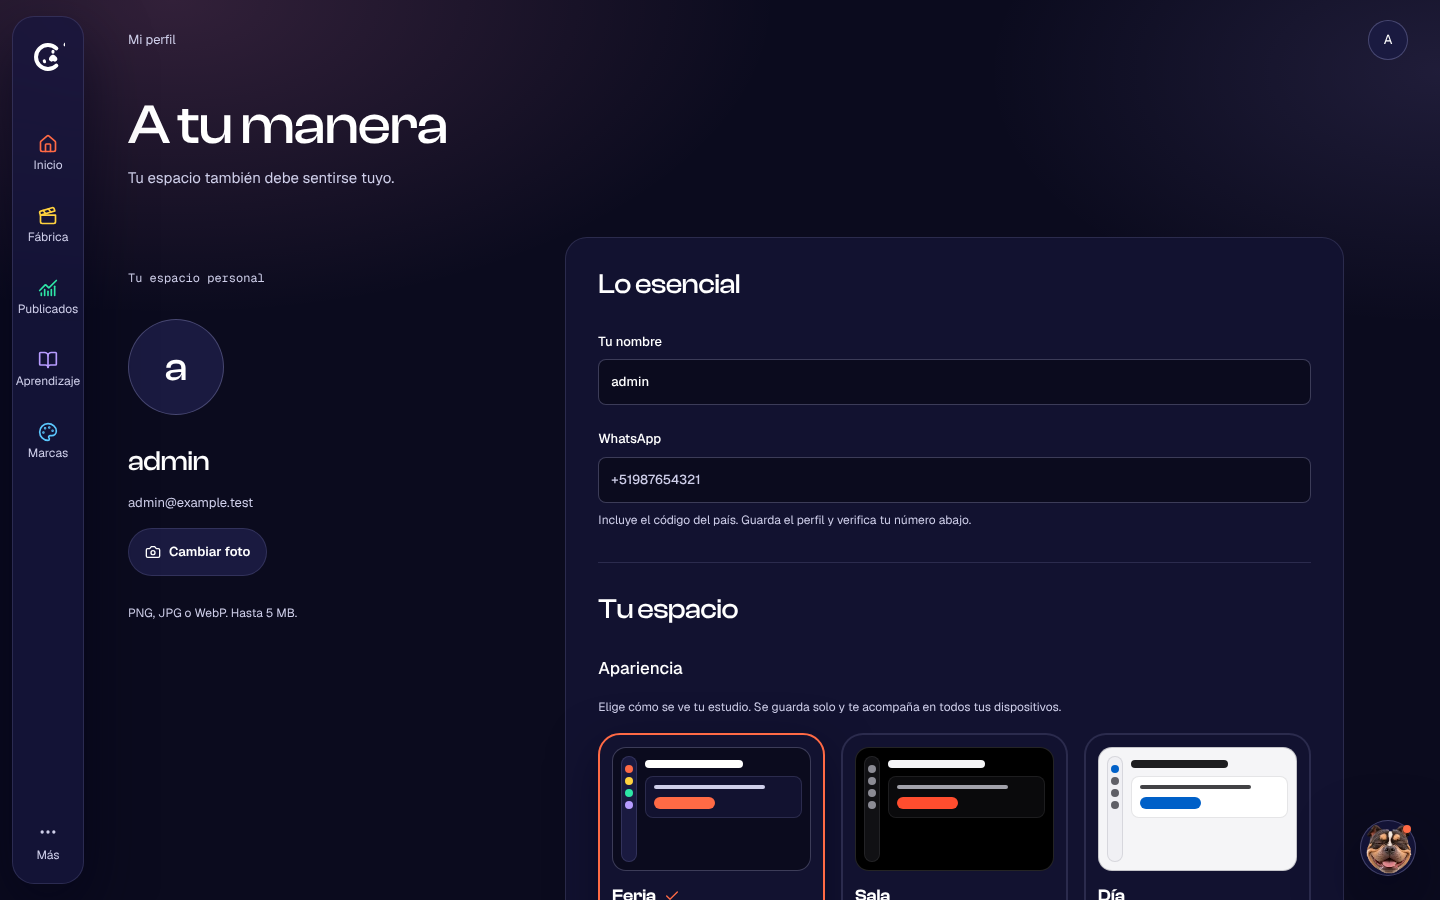 Mi perfil
A
Inicio
Fábrica
Publicados
Aprendizaje
Marcas
Más
A tu manera
Tu espacio también debe sentirse tuyo.
Tu espacio personal
a
admin
admin@example.test
Cambiar foto
PNG, JPG o WebP. Hasta 5 MB.
Lo esencial
Tu nombre
admin
WhatsApp
+51987654321
Incluye el código del país. Guarda el perfil y verifica tu número abajo.
Tu espacio
Apariencia
Elige cómo se ve tu estudio. Se guarda solo y te acompaña en todos tus dispositivos.
Feria
Sala
Día